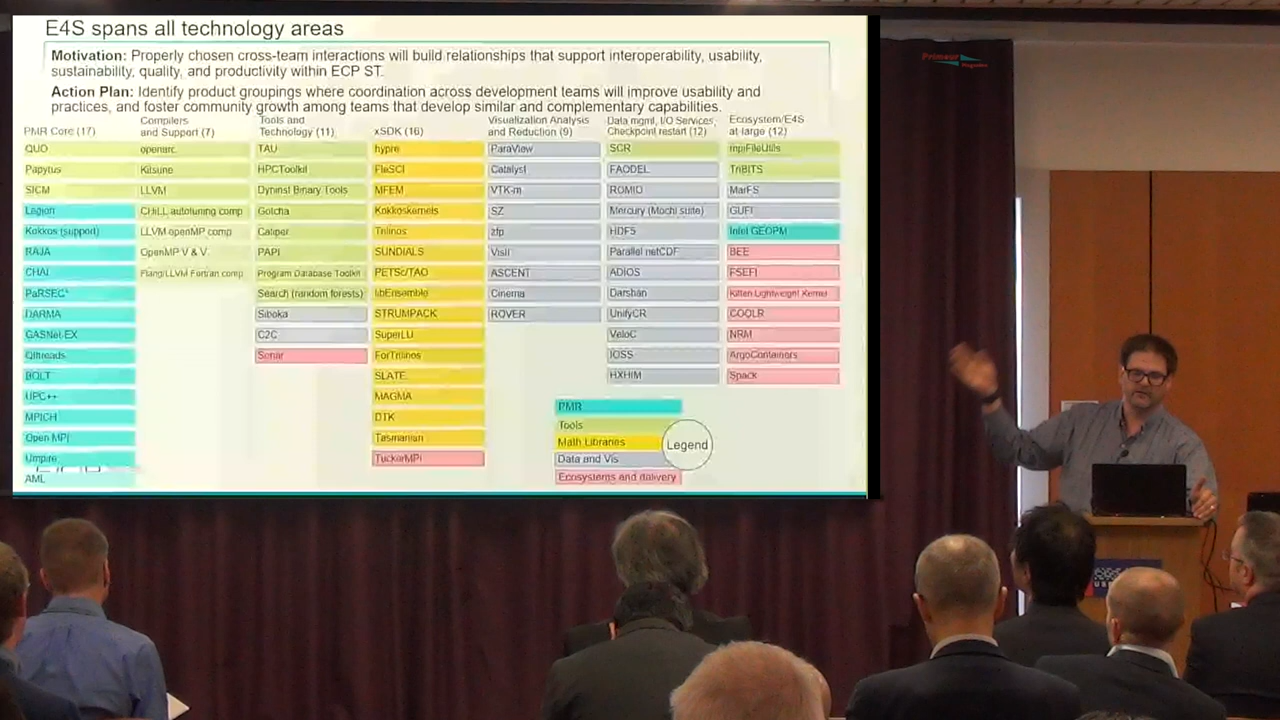 E4S spans all technology areas
Motivation: Properly chosen cross-team interactions will build relationships that support interoperability, usability,
sustainability, quality, and productivity within ECP ST.
Action Plan: Identify product groupings where coordination across development teams will improve usability and
practices, and foster community growth among teams that develop similar and complementary capabilities.
PMR Core (17)
QUO
Papyrus
SICM
Legion
Kokkos (support)
RAJA
CHAI
PaRSEC*
DARMA
GASNet-EX
Qthreads
BOLT
UPC++
MPICH
Open MPI
Umpire
AML
Compilers
and Support (7)
openarc
Kitsune
LLVM
CHiLL autotuning comp
LLVM openMP comp
OpenMP V & V
Flang/LLVM Fortran comp
Tools and
Technology (11)
TAU
HPCToolkit
Dyninst Binary Tools
Gotcha
Caliper
PAPI
Program Database Toolkit
Search (random forests)
Siboka
C2C
Sonar
xSDK (16)
hypre
FleSCI
MFEM
Kokkoskernels
Trilinos
SUNDIALS
PETSc/TAO
libEnsemble
STRUMPACK
SuperLU
ForTrilinos
SLATE
MAGMA
DTK
Tasmanian
TuckerMPI
Visualization Analysis
and Reduction (9)
ParaView
Catalyst
VTK-m
SZ
zfp
VisIt
ASCENT
Cinema
ROVER
Data mgmt, I/O Services,
Checkpoint restart (12)
SCR
FAODEL
ROMIO
Mercury (Mochi suite)
HDF5
Parallel netCDF
ADIOS
Darshan
UnifyCR
VeloC
IOSS
HXHIM
Ecosystem/E4S
at-large (12)
mpiFileUtils
TriBITS
MarFS
GUFI
Intel GEOPM
BEE
FSEFI
Kitten Lightweight Kernel
COOLR
NRM
ArgoContainers
Spack
PMR
Tools
Math Libraries
Data and Vis
Ecosystems and delivery
Legend
Primeur
Magazine